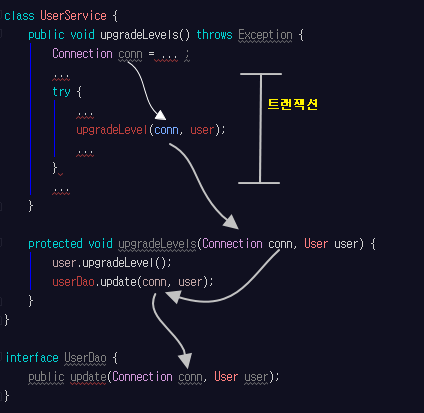 class UserService {
public void upgradeLevels() throws Exception {
Connection conn = ... ;
...
try {
트랜잭션
...
upgradeLevel(conn, user);
...
}
...
}
protected void upgradeLevels(Connection conn, User user) {
user.upgradeLevel();
userDao.update(conn, user);
}
}
interface UserDao {
public update(Connection conn, User user);
}